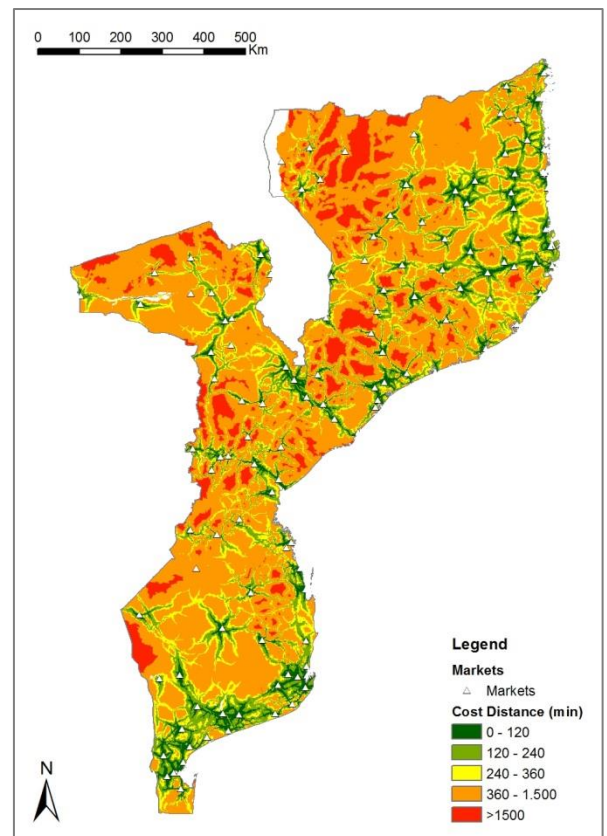 0 100 200 300 400 500
Km
N
Legend
Markets
Markets
Cost Distance (min)
0 - 120
120 - 240
240 - 360
360 - 1.500
>1500